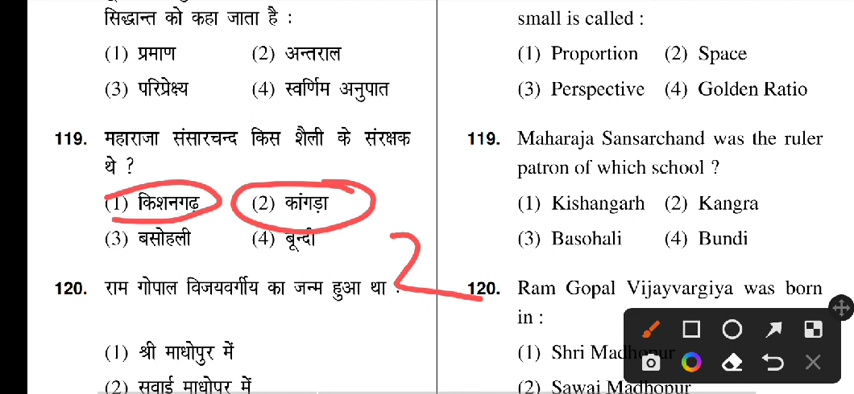 सिद्धान्त को कहा जाता है :
(1) प्रमाण (2) अन्तराल
(3) परिप्रेक्ष्य (4) स्वर्णिम अनुपात
119. महाराजा संसारचन्द किस शैली के संरक्षक
थे ?
(1) किशनगढ़ (2) कांगड़ा
(3) बसोहली (4) बून्दी
120. राम गोपाल विजयवर्गीय का जन्म हुआ था :
(1) श्री माधोपुर में
(2) सवाई माधोपुर में
small is called :
(1) Proportion (2) Space
(3) Perspective (4) Golden Ratio
119. Maharaja Sansarchand was the ruler
patron of which school ?
(1) Kishangarh (2) Kangra
(3) Basohali (4) Bundi
2
120. Ram Gopal Vijayvargiya was born
in :
(1) Shri Madhopur
(2) Sawai Madhopur